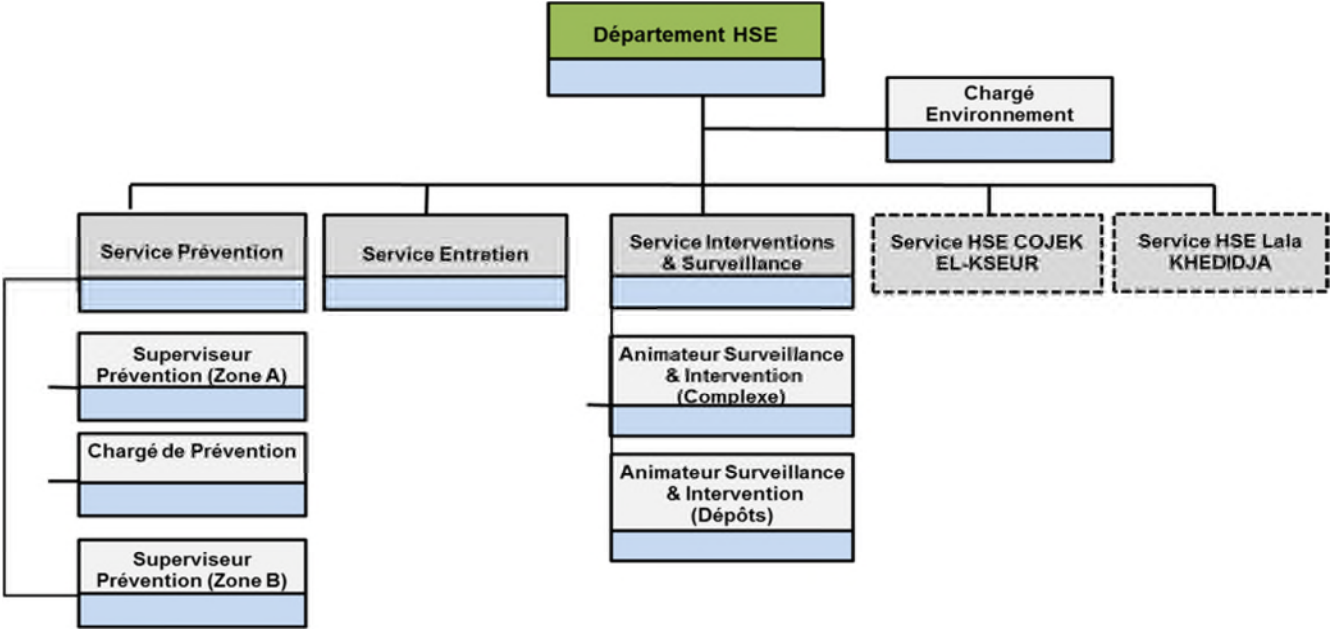 Département HSE
Chargé
Environnement
Service Prévention
Service Entretien
Service Interventions
& Surveillance
Service HSE COJEK
EL-KSEUR
Service HSE Lala
KHEDIDJA
Superviseur
Prévention (Zone A)
Chargé de Prévention
Superviseur
Prévention (Zone B)
Animateur Surveillance
& Intervention
(Complexe)
Animateur Surveillance
& Intervention
(Dépôts)